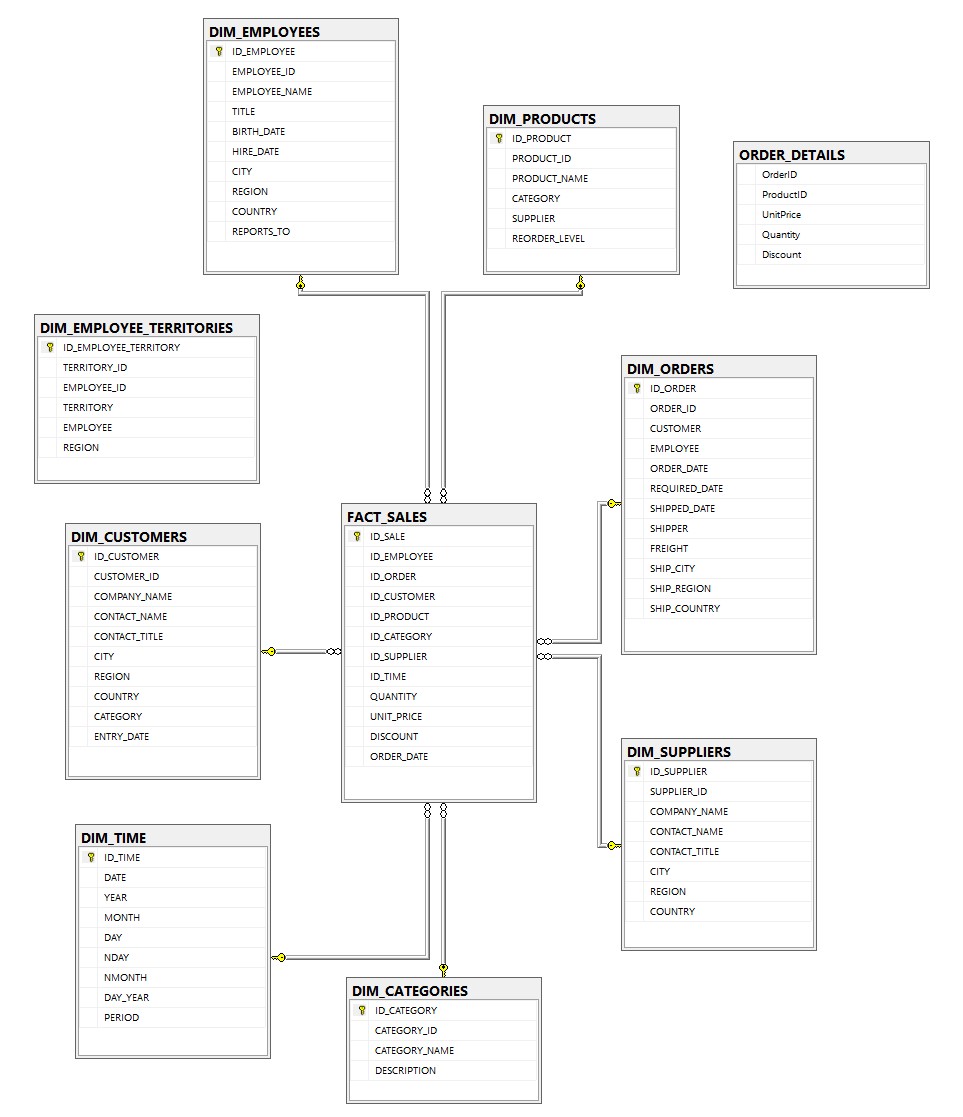 DIM_EMPLOYEES
ID_EMPLOYEE
EMPLOYEE_ID
EMPLOYEE_NAME
TITLE
BIRTH_DATE
HIRE_DATE
CITY
REGION
COUNTRY
REPORTS_TO
DIM_PRODUCTS
ID_PRODUCT
PRODUCT_ID
PRODUCT_NAME
CATEGORY
SUPPLIER
REORDER_LEVEL
ORDER_DETAILS
OrderID
ProductID
UnitPrice
Quantity
Discount
DIM_EMPLOYEE_TERRITORIES
ID_EMPLOYEE_TERRITORY
TERRITORY_ID
EMPLOYEE_ID
TERRITORY
EMPLOYEE
REGION
DIM_ORDERS
ID_ORDER
ORDER_ID
CUSTOMER
EMPLOYEE
ORDER_DATE
REQUIRED_DATE
SHIPPED_DATE
SHIPPER
FREIGHT
SHIP_CITY
SHIP_REGION
SHIP_COUNTRY
DIM_CUSTOMERS
ID_CUSTOMER
CUSTOMER_ID
COMPANY_NAME
CONTACT_NAME
CONTACT_TITLE
CITY
REGION
COUNTRY
CATEGORY
ENTRY_DATE
FACT_SALES
ID_SALE
ID_EMPLOYEE
ID_ORDER
ID_CUSTOMER
ID_PRODUCT
ID_CATEGORY
ID_SUPPLIER
ID_TIME
QUANTITY
UNIT_PRICE
DISCOUNT
ORDER_DATE
DIM_SUPPLIERS
ID_SUPPLIER
SUPPLIER_ID
COMPANY_NAME
CONTACT_NAME
CONTACT_TITLE
CITY
REGION
COUNTRY
DIM_TIME
ID_TIME
DATE
YEAR
MONTH
DAY
NDAY
NMONTH
DAY_YEAR
PERIOD
DIM_CATEGORIES
ID_CATEGORY
CATEGORY_ID
CATEGORY_NAME
DESCRIPTION